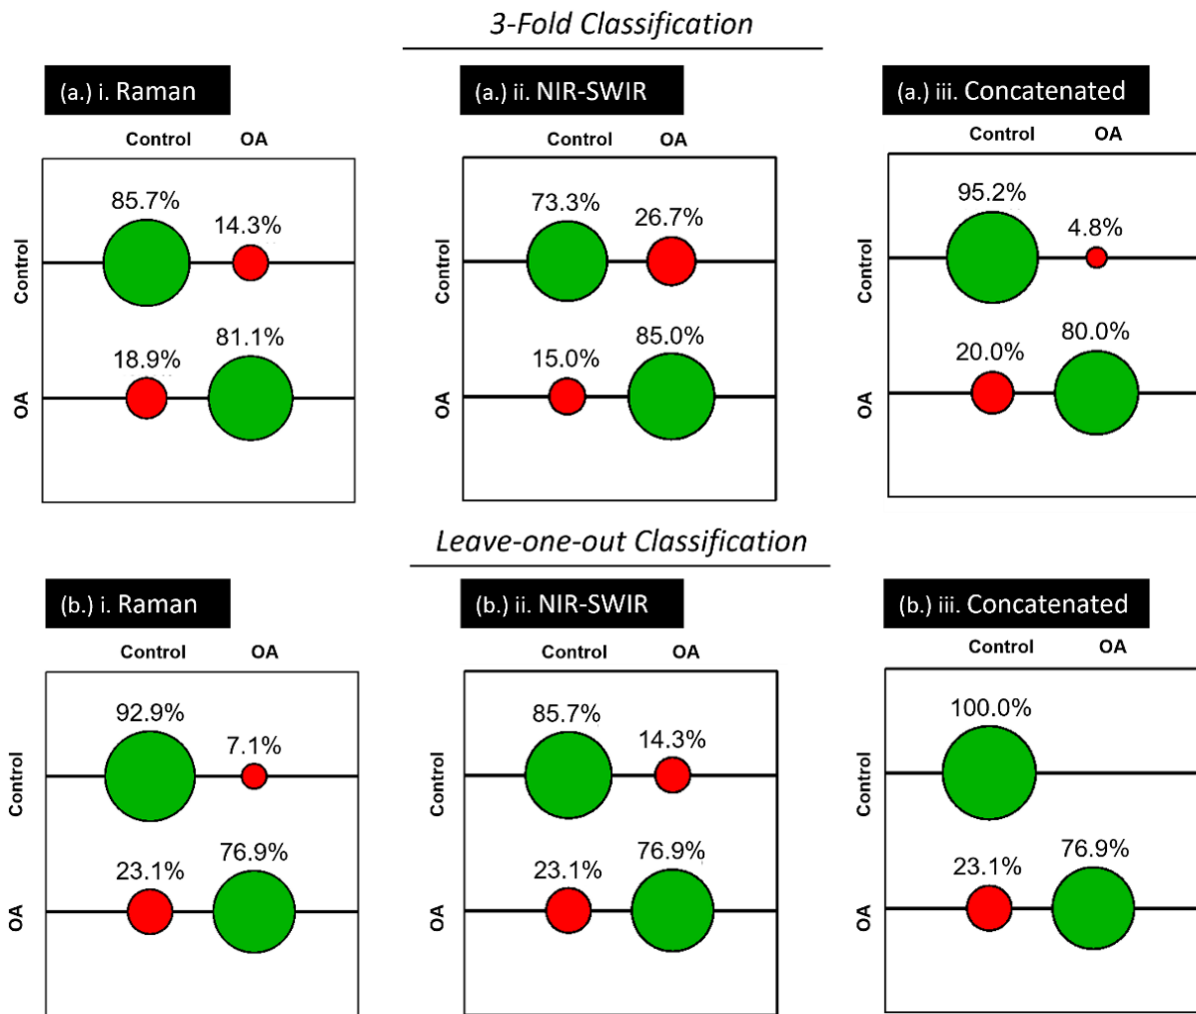 3-Fold Classification
(a.) i. Raman
(a.) ii. NIR-SWIR
(a.) iii. Concatenated
Control OA
Control OA
Control OA
Control
85.7%
14.3%
OA
18.9%
81.1%
Control
73.3%
26.7%
OA
15.0%
85.0%
Control
95.2%
4.8%
OA
20.0%
80.0%
Leave-one-out Classification
(b.) i. Raman
(b.) ii. NIR-SWIR
(b.) iii. Concatenated
Control OA
Control OA
Control OA
Control
92.9%
7.1%
OA
23.1%
76.9%
Control
85.7%
14.3%
OA
23.1%
76.9%
Control
100.0%
OA
23.1%
76.9%